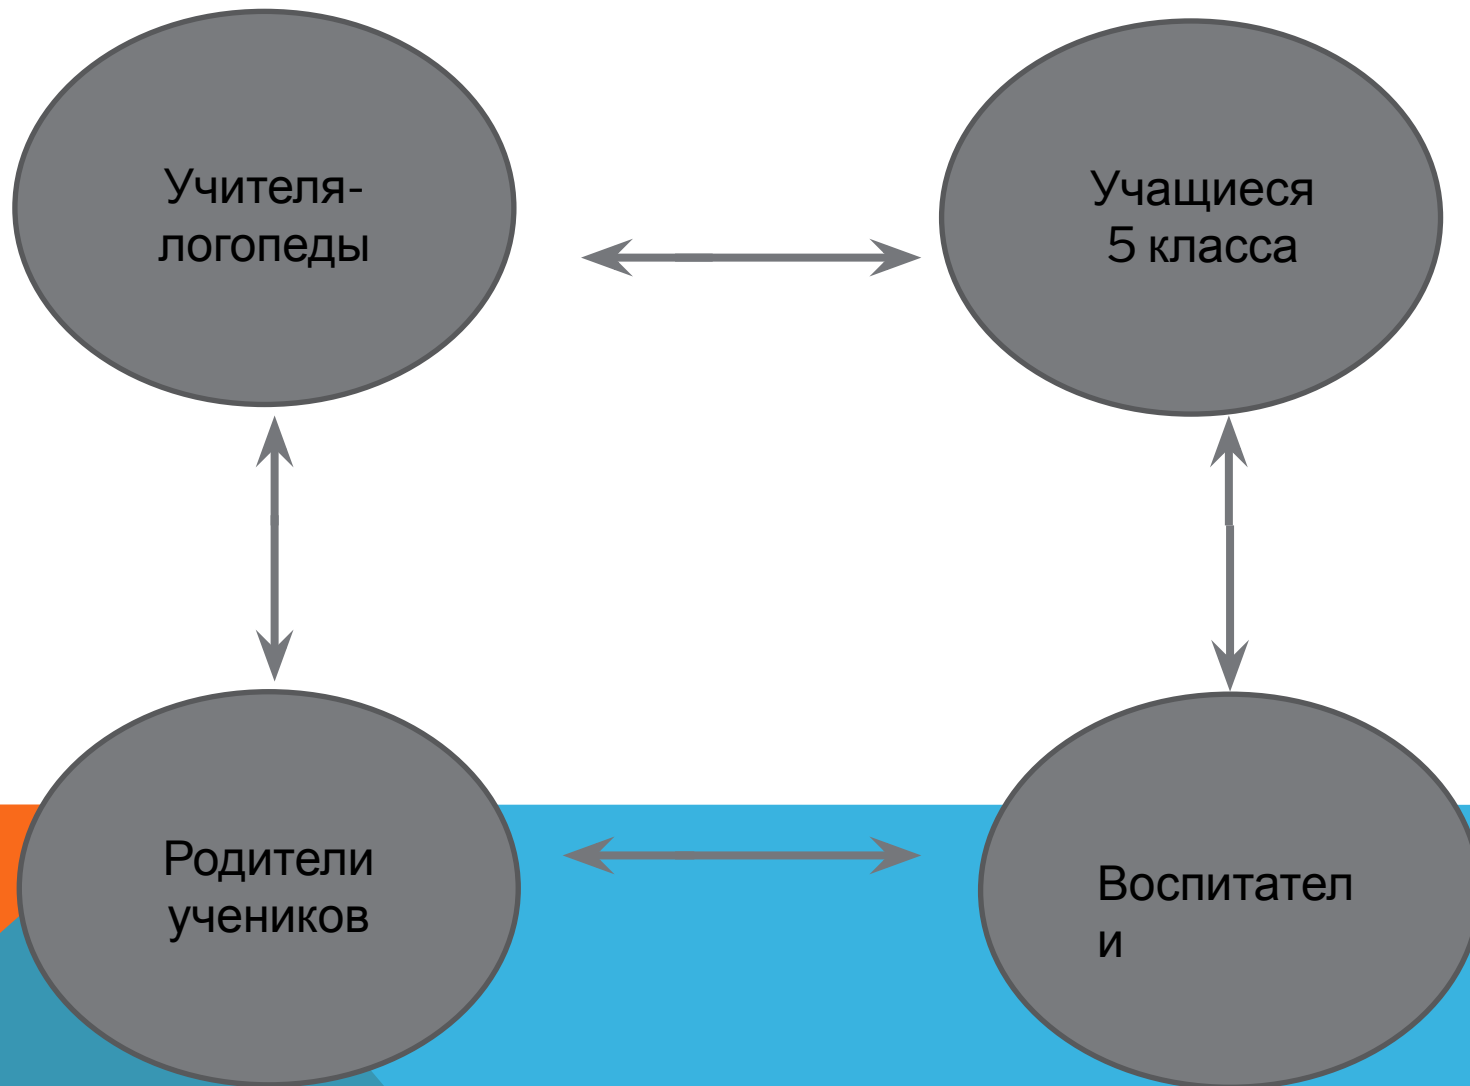 Учителя-
логопеды
Учащиеся
5 класса
Родители
учеников
Воспитател
и